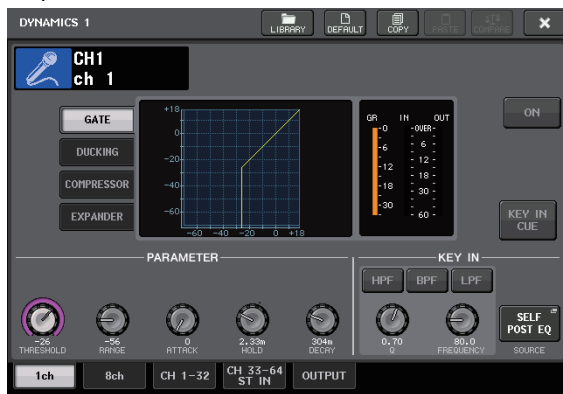 DYNAMICS 1
LIBRARY DEFAULT COPY PASTE COMPARE
CH1
ch 1
GATE
DUCKING
COMPRESSOR
EXPANDER
+18
0
-20
-40
-60
-60 -40 -20 0 +18
GR IN OUT
-0 -OVER-
-6 - 6 -
-12 - 12 -
-18 - 18 -
- 30 -
-30
- 60 -
ON
KEY IN
CUE
PARAMETER
KEY IN
HPF BPF LPF
-26 -56 0 2.33m 304m 0.70 80.0
THRESHOLD RANGE ATTACK HOLD DECAY Q FREQUENCY
SELF
POST EQ
SOURCE
1ch 8ch CH 1-32 CH 33-64
ST IN OUTPUT